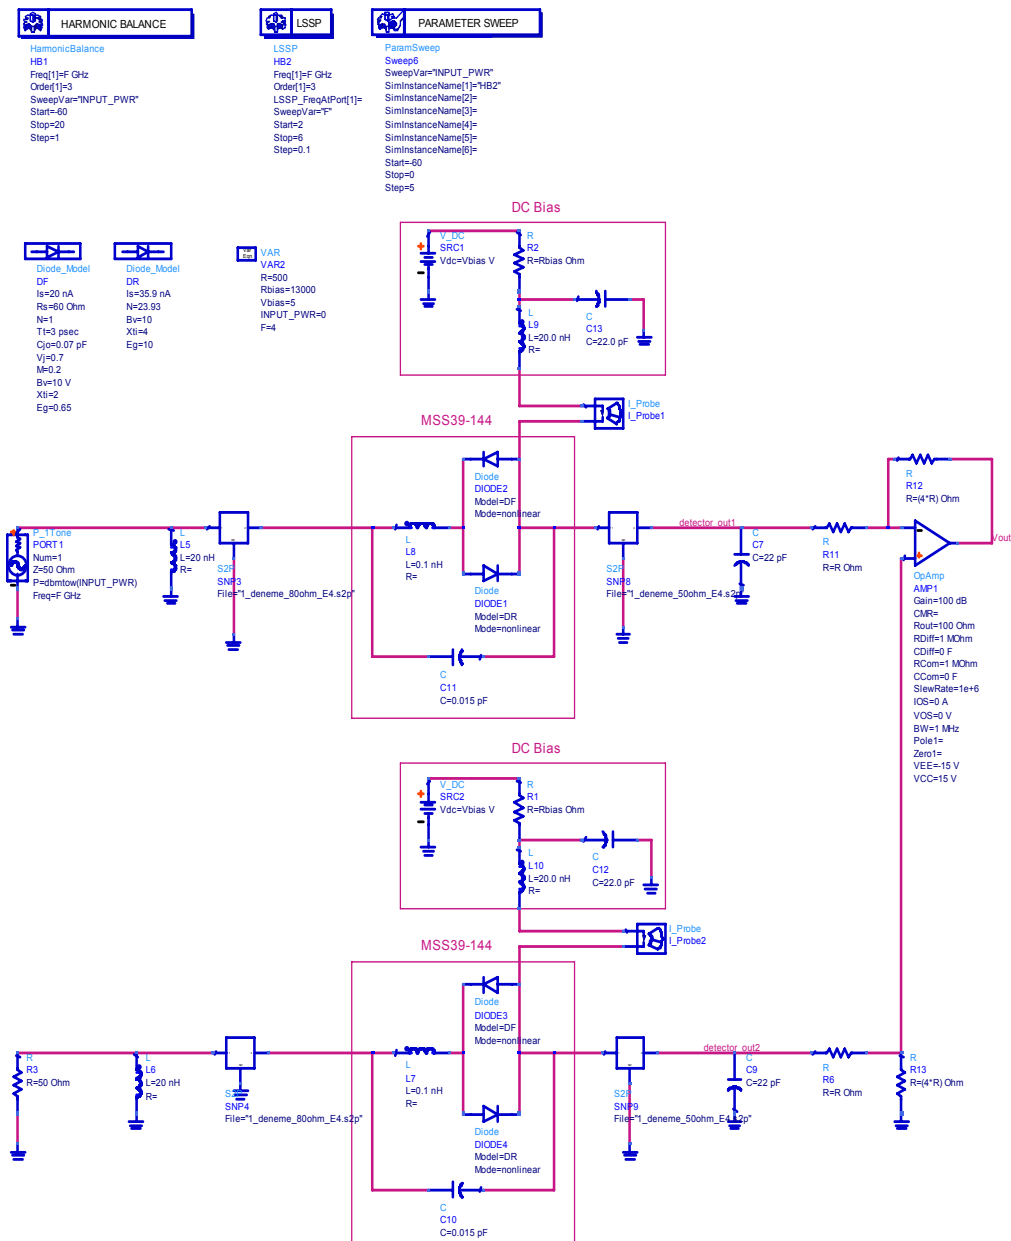 HARMONIC BALANCE
HarmonicBalance
HB1
Freq[1]=F GHz
Order[1]=3
SweepVar="INPUT_PWR"
Start=-60
Stop=20
Step=1
LSSP
LSSP
HB2
Freq[1]=F GHz
Order[1]=3
LSSP_FreqAtPort[1]=
SweepVar="F"
Start=2
Stop=6
Step=0.1
PARAMETER SWEEP
ParamSweep
Sweep6
SweepVar="INPUT_PWR"
SimInstanceName[1]="HB2"
SimInstanceName[2]=
SimInstanceName[3]=
SimInstanceName[4]=
SimInstanceName[5]=
SimInstanceName[6]=
Start=-60
Stop=0
Step=5
Diode_Model
DF
Is=20 nA
Rs=60 Ohm
N=1
Tt=3 psec
Cjo=0.07 pF
Vj=0.7
M=0.2
Bv=10 V
Xti=2
Eg=0.65
Diode_Model
DR
Is=35.9 nA
N=23.93
Bv=10
Xti=4
Eg=10
Var
Eqn
VAR
VAR2
R=500
Rbias=13000
Vbias=5
INPUT_PWR=0
F=4
DC Bias
V_DC
SRC1
Vdc=Vbias V
R
R2
R=Rbias Ohm
L
L9
L=20.0 nH
R=
C
C13
C=22.0 pF
I_Probe
I_Probe1
MSS39-144
Diode
DIODE2
Model=DF
Mode=nonlinear
L
L8
L=0.1 nH
R=
Diode
DIODE1
Model=DR
Mode=nonlinear
C
C11
C=0.015 pF
P_1Tone
PORT1
Num=1
Z=50 Ohm
P=dbmtow(INPUT_PWR)
Freq=F GHz
L
L5
L=20 nH
R=
S2P
SNP3
File="1_deneme_80ohm_E4.s2p"
S2P
SNP8
File="1_deneme_50ohm_E4.s2p"
detector_out1
C
C7
C=22 pF
R
R11
R=R Ohm
R
R12
R=(4*R) Ohm
Vout
OpAmp
AMP1
Gain=100 dB
CMR=
Rout=100 Ohm
RDiff=1 MOhm
CDiff=0 F
RCom=1 MOhm
CCom=0 F
SlewRate=1e+6
IOS=0 A
VOS=0 V
BW=1 MHz
Pole1=
Zero1=
VEE=-15 V
VCC=15 V
DC Bias
V_DC
SRC2
Vdc=Vbias V
R
R1
R=Rbias Ohm
L
L10
L=20.0 nH
R=
C
C12
C=22.0 pF
I_Probe
I_Probe2
MSS39-144
Diode
DIODE3
Model=DF
Mode=nonlinear
L
L7
L=0.1 nH
R=
Diode
DIODE4
Model=DR
Mode=nonlinear
C
C10
C=0.015 pF
R
R3
R=50 Ohm
L
L6
L=20 nH
R=
S2P
SNP4
File="1_deneme_80ohm_E4.s2p"
S2P
SNP9
File="1_deneme_50ohm_E4.s2p"
detector_out2
C
C9
C=22 pF
R
R6
R=R Ohm
R
R13
R=(4*R) Ohm